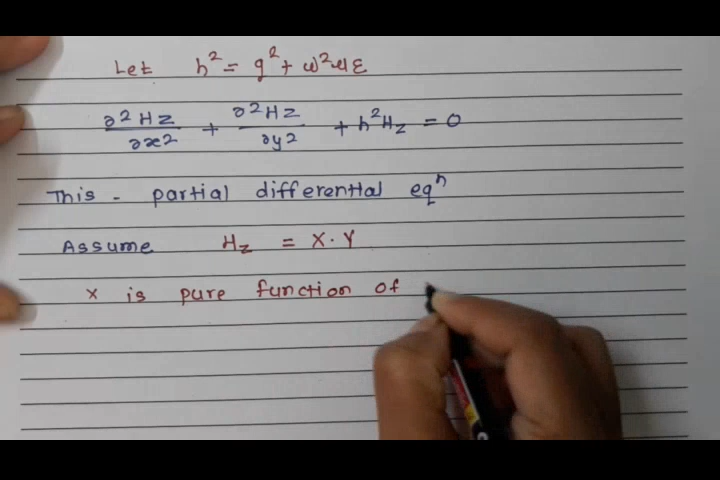 Let h² = g² + ω²με
∂²Hz/∂x² + ∂²Hz/∂y² + h²Hz = 0
This - partial differential eqⁿ
Assume Hz = X.Y
X is pure function of